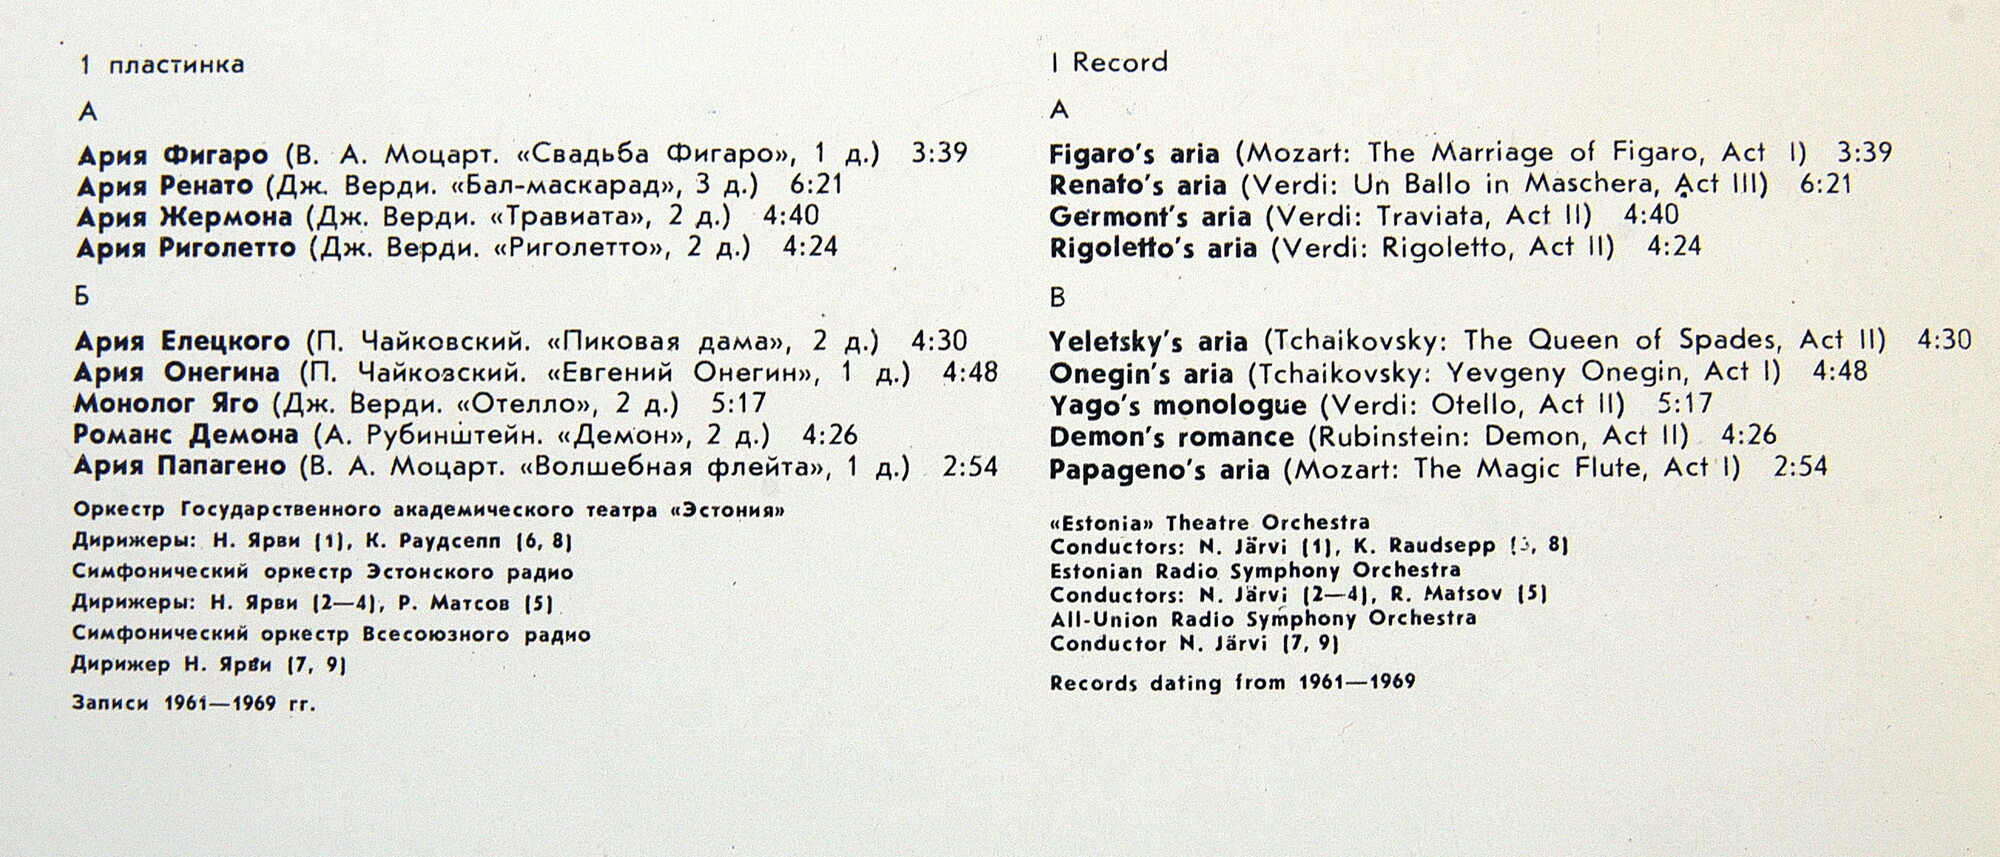 1 пластинка
А
Ария Фигаро (В. А. Моцарт. «Свадьба Фигаро», 1 д.) 3:39
Ария Ренато (Дж. Верди. «Бал-маскарад», 3 д.) 6:21
Ария Жермона (Дж. Верди. «Травиата», 2 д.) 4:40
Ария Риголетто (Дж. Верди. «Риголетто», 2 д.) 4:24
Б
Ария Елецкого (П. Чайковский. «Пиковая дама», 2 д.) 4:30
Ария Онегина (П. Чайковский. «Евгений Онегин», 1 д.) 4:48
Монолог Яго (Дж. Верди. «Отелло», 2 д.) 5:17
Романс Демона (А. Рубинштейн. «Демон», 2 д.) 4:26
Ария Папагено (В. А. Моцарт. «Волшебная флейта», 1 д.) 2:54
Оркестр Государственного академического театра «Эстония»
Дирижеры: Н. Ярви (1), К. Раудсепп (6, 8)
Симфонический оркестр Эстонского радио
Дирижеры: Н. Ярви (2—4), Р. Матсов (5)
Симфонический оркестр Всесоюзного радио
Дирижер Н. Ярви (7, 9)
Записи 1961—1969 гг.
I Record
A
Figaro's aria (Mozart: The Marriage of Figaro, Act I) 3:39
Renato's aria (Verdi: Un Ballo in Maschera, Act III) 6:21
Germont's aria (Verdi: Traviata, Act II) 4:40
Rigoletto's aria (Verdi: Rigoletto, Act II) 4:24
B
Yeletsky's aria (Tchaikovsky: The Queen of Spades, Act II) 4:30
Onegin's aria (Tchaikovsky: Yevgeny Onegin, Act I) 4:48
Yago's monologue (Verdi: Otello, Act II) 5:17
Demon's romance (Rubinstein: Demon, Act II) 4:26
Papageno's aria (Mozart: The Magic Flute, Act I) 2:54
«Estonia» Theatre Orchestra
Conductors: N. Järvi (1), K. Raudsepp 8)
Estonian Radio Symphony Orchestra
Conductors: N. Järvi (2—4), R. Matsov (5)
All-Union Radio Symphony Orchestra
Conductor N. Järvi (7, 9)
Records dating from 1961—1969